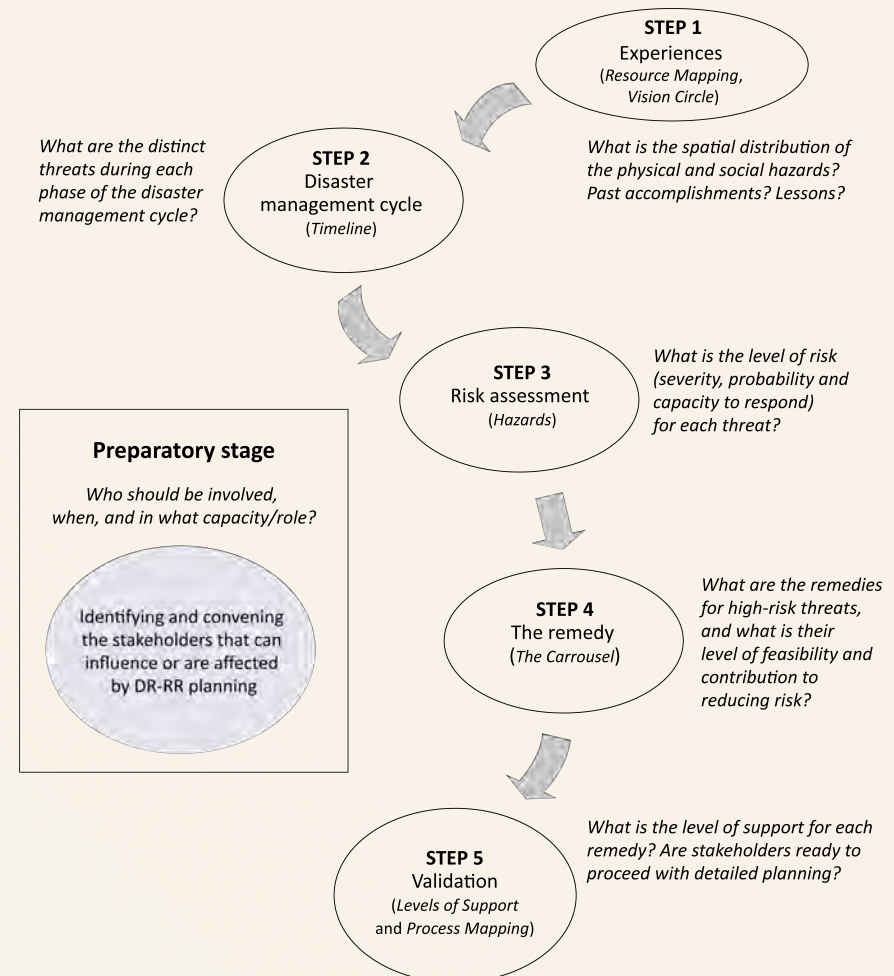 STEP 1
Experiences
(Resource Mapping,
Vision Circle)
What is the spatial distribution of
the physical and social hazards?
Past accomplishments? Lessons?
What are the distinct
threats during each
phase of the disaster
management cycle?
STEP 2
Disaster
management cycle
(Timeline)
STEP 3
Risk assessment
(Hazards)
What is the level of risk
(severity, probability and
capacity to respond)
for each threat?
Preparatory stage
Who should be involved,
when, and in what capacity/role?
Identifying and convening
the stakeholders that can
influence or are affected
by DR-RR planning
STEP 4
The remedy
(The Carrousel)
What are the remedies
for high-risk threats,
and what is their
level of feasibility and
contribution to
reducing risk?
STEP 5
Validation
(Levels of Support
and Process Mapping)
What is the level of support for each
remedy? Are stakeholders ready to
proceed with detailed planning?